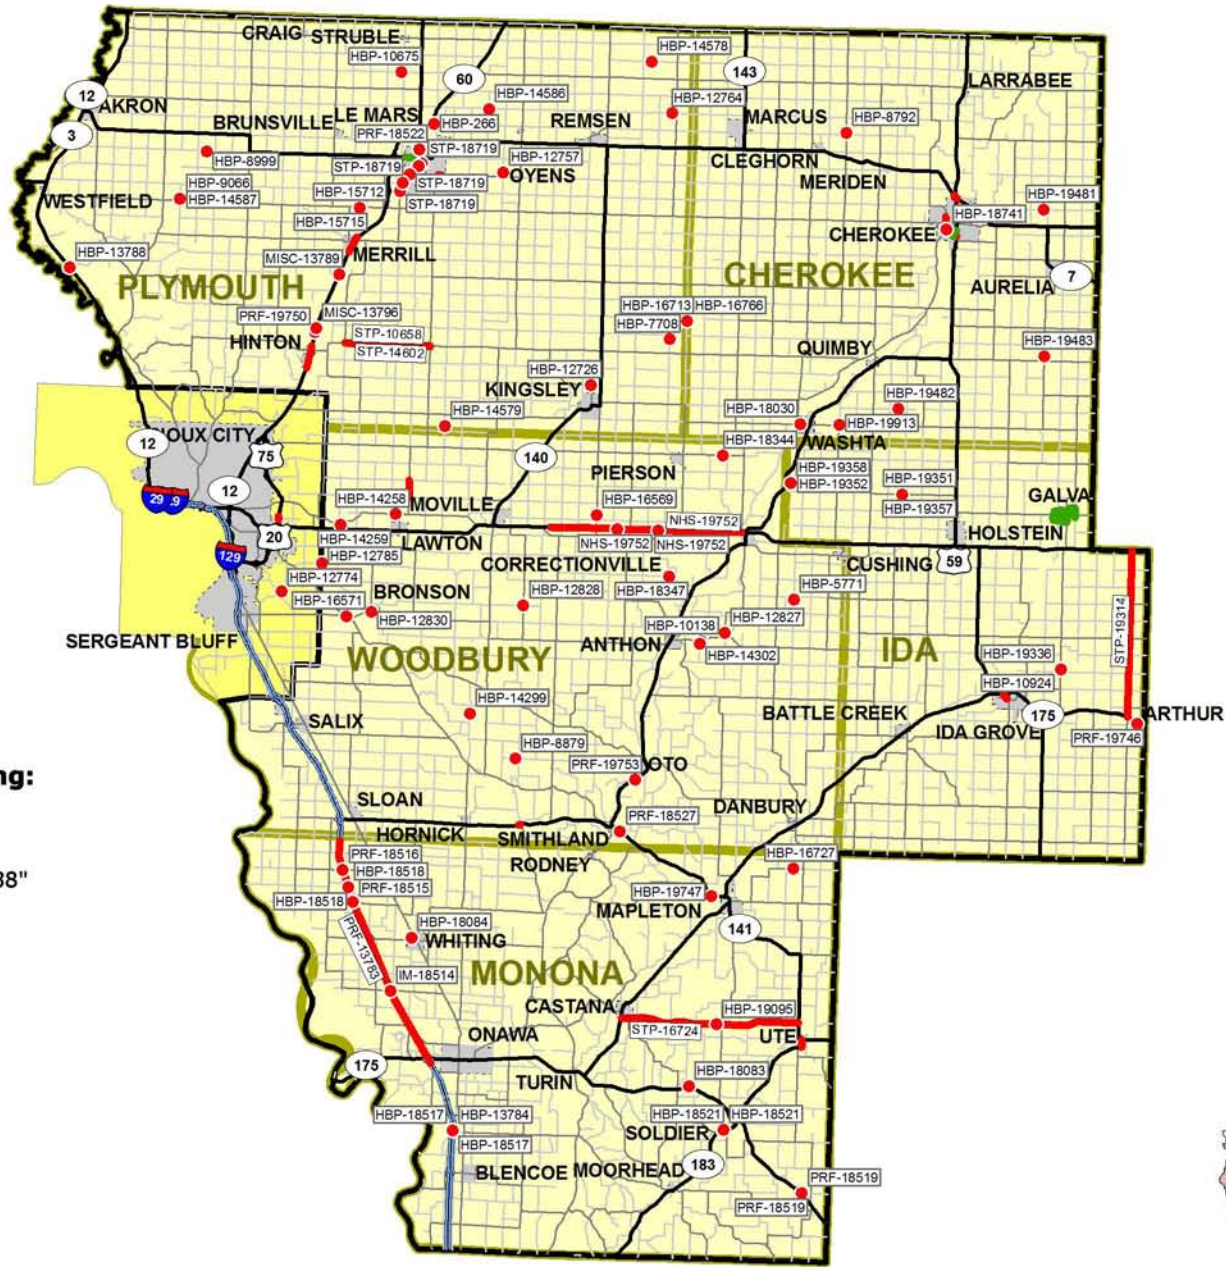 CRAIG STRUBLE
HBP-10675
HBP-14578
60
143
LARRABEE
12
AKRON
HBP-14586
HBP-12764
BRUNSVILLE
LE MARS
HBP-266
REMSEN
MARCUS
HBP-8792
3
PRF-18522
STP-18719
HBP-8999
STP-18719
HBP-12757
CLEGHORN
OYENS
MERIDEN
HBP-9066
HBP-14587
HBP-15712
STP-18719
STP-18719
HBP-19481
WESTFIELD
HBP-15715
HBP-18741
CHEROKEE
HBP-13788
MERRILL
MISC-13789
7
PLYMOUTH
CHEROKEE
AURELIA
HBP-16713
HBP-16766
PRF-19750
MISC-13796
HBP-7708
HINTON
STP-10658
STP-14602
QUIMBY
HBP-19483
HBP-12726
KINGSLEY
HBP-19482
HBP-14579
HBP-18030
HBP-19913
12
IOUX CITY
75
HBP-18344
WASHTA
140
PIERSON
HBP-19358
HBP-19352
HBP-19351
HBP-19357
29
.9
12
HBP-14258
MOVILLE
HBP-16569
GALVA
HBP-14259
20
LAWTON
NHS-19752
NHS-19752
HOLSTEIN
129
HBP-12785
CORRECTIONVILLE
CUSHING
59
HBP-12774
HBP-18347
HBP-5771
HBP-16571
BRONSON
HBP-12828
HBP-12830
HBP-10138
HBP-12827
STP-19314
SERGEANT BLUFF
ANTHON
HBP-14302
IDA
WOODBURY
HBP-19336
HBP-10924
HBP-14299
SALIX
BATTLE CREEK
175
ARTHUR
IDA GROVE
PRF-19746
HBP-8879
PRF-19753
OTO
ng:
SLOAN
DANBURY
HORNICK
SMITHLAND
PRF-18527
RODNEY
PRF-18516
HBP-16727
HBP-18518
38"
PRF-18515
HBP-18518
HBP-19747
MAPLETON
HBP-18084
141
PRF-13783
WHITING
MONONA
IM-18514
CASTANA
HBP-19095
STP-16724
ONAWA
UTE
175
TURIN
HBP-18083
HBP-18517
HBP-13784
HBP-18521
HBP-18521
HBP-18517
SOLDIER
BLENCOE
MOORHEAD
183
PRF-18519
PRF-18519